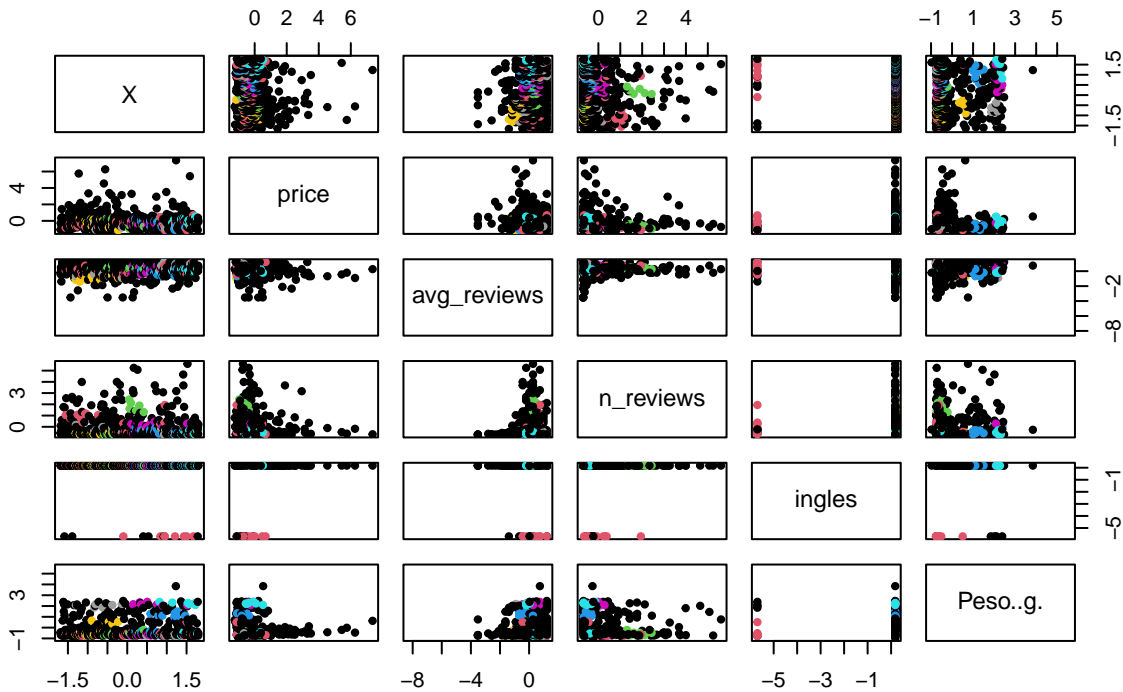 0 2 4 6 0 2 4 −1 1 3 5
X −1.5 1.5
0 4 price
avg_reviews −8 −2
0 3 n_reviews
ingles −5 −1
−1 3 Peso..g.
−1.5 0.0 1.5 −8 −4 0 −5 −3 −1